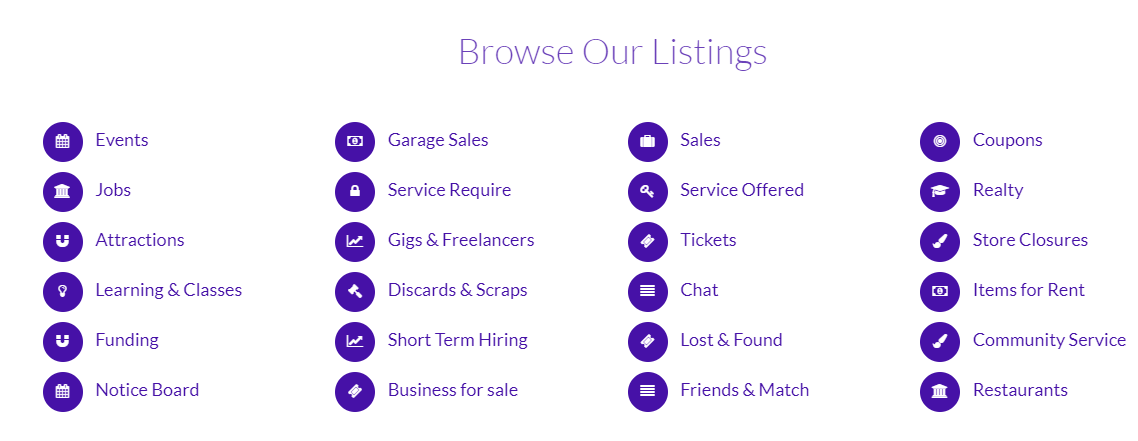 Browse Our Listings
Events
Garage Sales
Sales
Coupons
Jobs
Service Require
Service Offered
Realty
Attractions
Gigs & Freelancers
Tickets
Store Closures
Learning & Classes
Discards & Scraps
Chat
Items for Rent
Funding
Short Term Hiring
Lost & Found
Community Service
Notice Board
Business for sale
Friends & Match
Restaurants